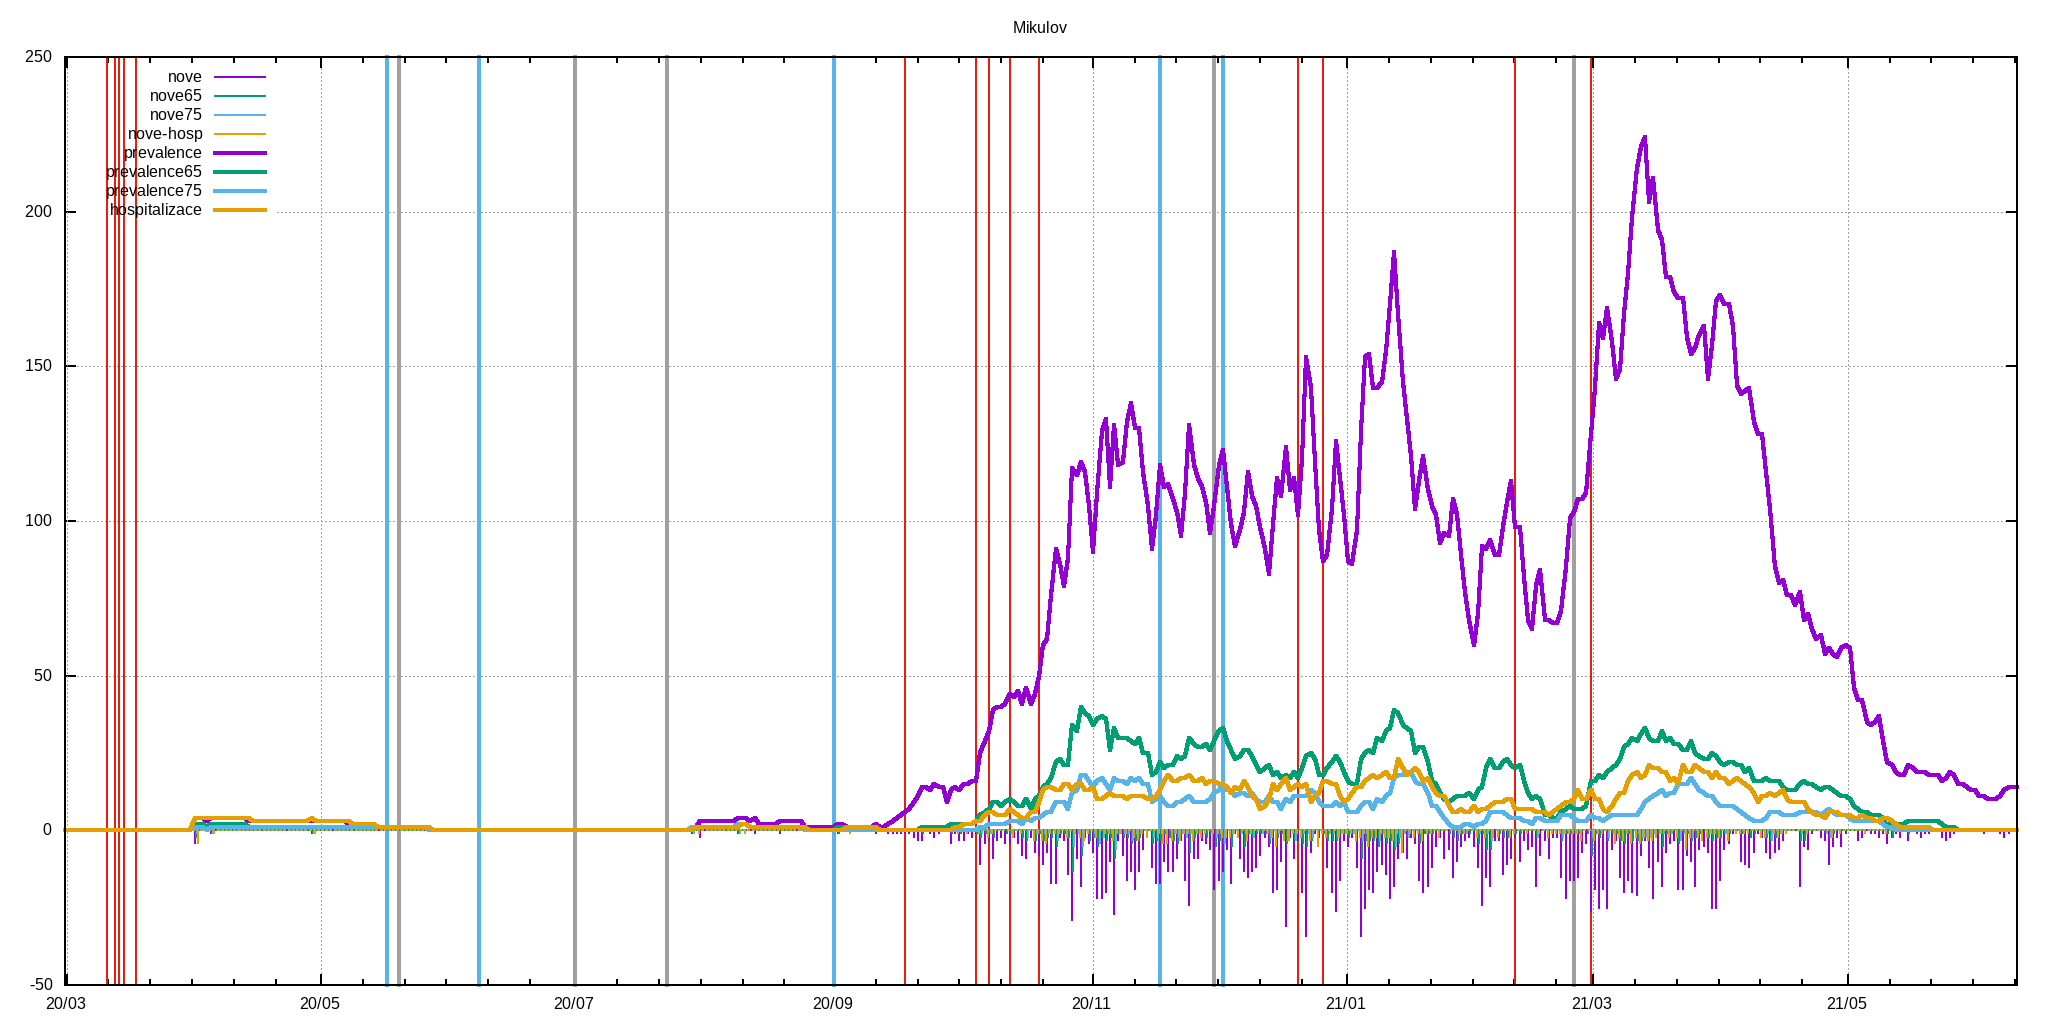 Mikulov
250
200
150
100
50
0
-50
nove
nove65
nove75
nove-hosp
prevalence
prevalence65
prevalence75
hospitalizace
20/03 20/05 20/07 20/09 20/11 21/01 21/03 21/05